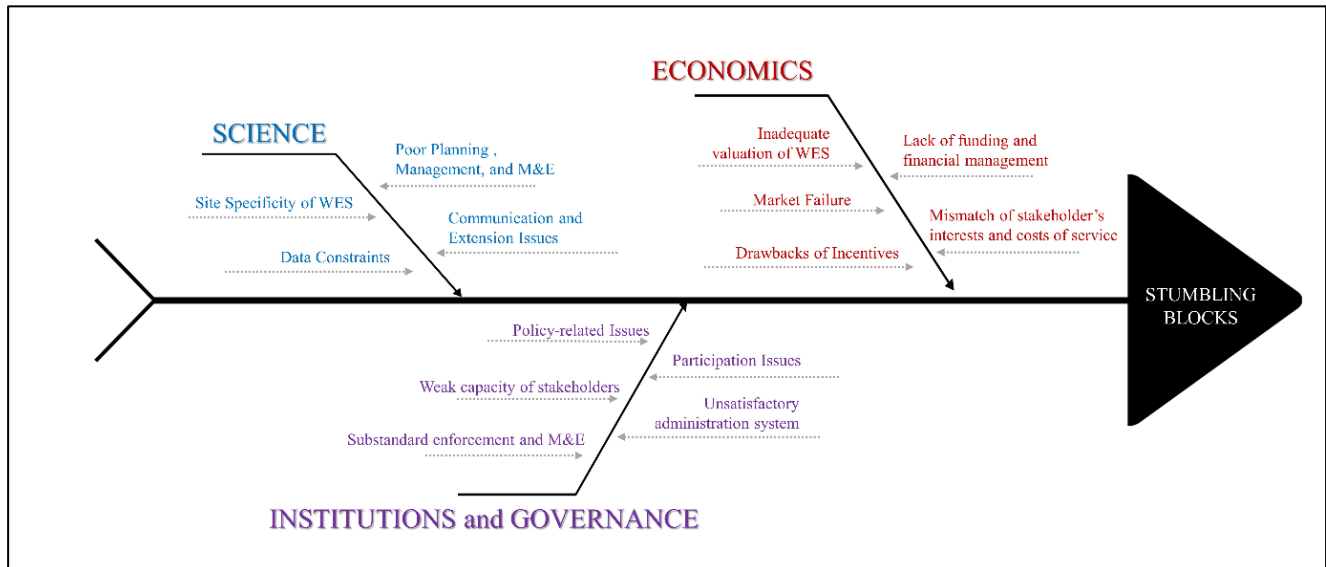 ECONOMICS
SCIENCE
Inadequate
valuation of WES
Lack of funding and
financial management
Poor Planning ,
Management, and M&E
Site Specificity of WES
Market Failure
Communication and
Extension Issues
Mismatch of stakeholder’s
interests and costs of service
Data Constraints
Drawbacks of Incentives
STUMBLING
BLOCKS
Policy-related Issues
Participation Issues
Weak capacity of stakeholders
Unsatisfactory
administration system
Substandard enforcement and M&E
INSTITUTIONS and GOVERNANCE